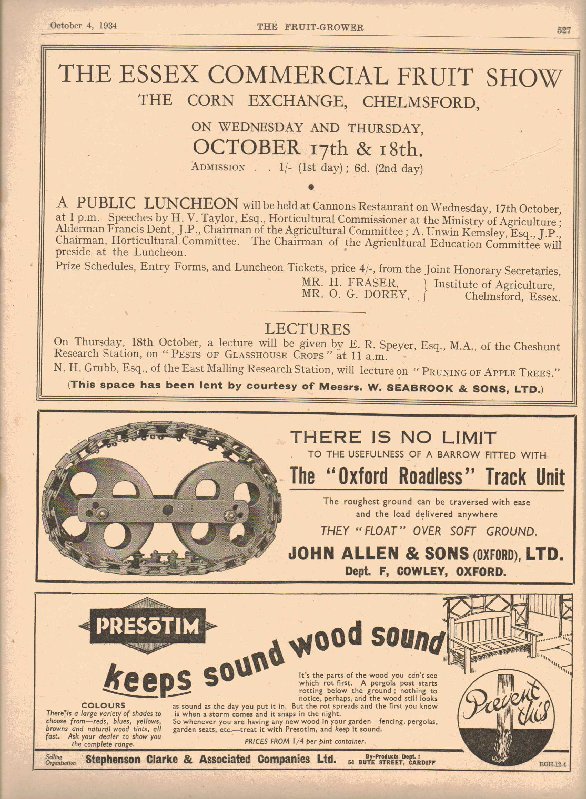 October 4, 1934
THE FRUIT-GROWER
527
THE ESSEX COMMERCIAL FRUIT SHOW
THE CORN EXCHANGE, CHELMSFORD,
ON WEDNESDAY AND THURSDAY,
OCTOBER 17th & 18th.
ADMISSION . . 1/- (1st day) ; 6d. (2nd day)
A PUBLIC LUNCHEON will be held at Cannons Restaurant on Wednesday, 17th October,
at 1 p.m. Speeches by H. V. Taylor, Esq., Horticultural Commissioner at the Ministry of Agriculture ;
Alderman Francis Dent, J.P., Chairman of the Agricultural Committee ; A. Unwin Kemsley, Esq., J.P.,
Chairman, Horticultural Committee. The Chairman of the Agricultural Education Committee will
preside at the Luncheon.
Prize Schedules, Entry Forms, and Luncheon Tickets, price 4/-, from the Joint Honorary Secretaries,
MR. H. FRASER, } Institute of Agriculture,
MR. O. G. DOREY, } Chelmsford, Essex.
LECTURES
On Thursday, 18th October, a lecture will be given by E. R. Speyer, Esq., M.A., of the Cheshunt
Research Station, on "PESTS OF GLASSHOUSE CROPS" at 11 a.m.
N. H. Grubb, Esq., of the East Malling Research Station, will lecture on "PRUNING OF APPLE TREES."
(This space has been lent by courtesy of Messrs. W. SEABROOK & SONS, LTD.)
THERE IS NO LIMIT
TO THE USEFULNESS OF A BARROW FITTED WITH
The "Oxford Roadless" Track Unit
The roughest ground can be traversed with ease
and the load delivered anywhere
THEY "FLOAT" OVER SOFT GROUND.
JOHN ALLEN & SONS (OXFORD), LTD.
Dept. F, COWLEY, OXFORD.
PRESŌTIM
keeps sound wood sound
It's the parts of the wood you can't see
which rot first. A pergola post starts
rotting below the ground ; nothing to
notice, perhaps, and the wood still looks
as sound as the day you put it in. But the rot spreads and the first you know
is when a storm comes and it snaps in the night.
So whenever you are having any new wood in your garden fencing, pergolas,
garden seats, etc.—treat it with Presotim, and keep it sound.
PRICES FROM 1/4 per pint container.
COLOURS
There is a large variety of shades to
choose from—reds, blues, yellows,
browns and natural wood tints, all
fast. Ask your dealer to show you
the complete range.
Prevent this
Selling
Organisation
Stephenson Clarke & Associated Companies Ltd.
By-Products Dept. :
54 BUTE STREET, CARDIFF